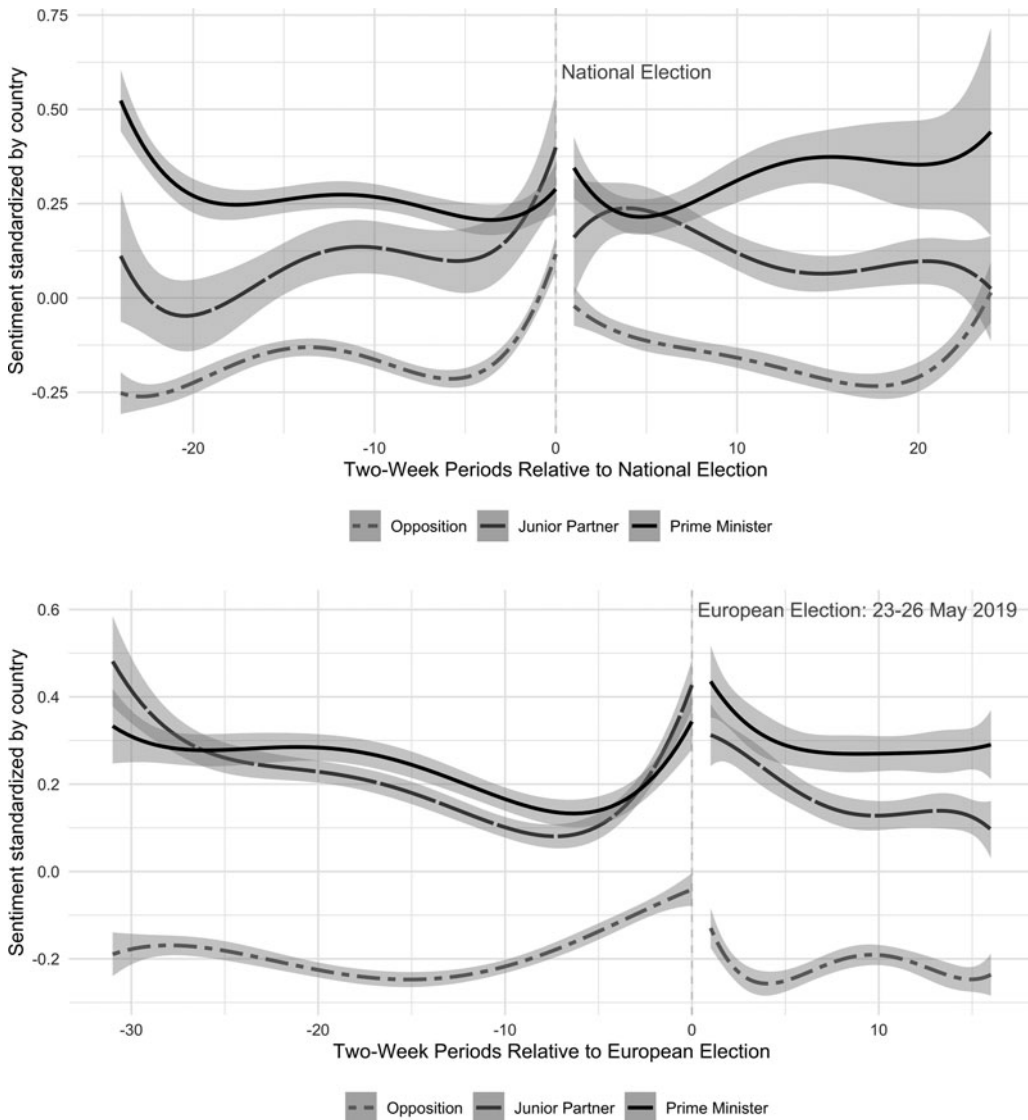 0.75
National Election
0.50
0.25
0.00
-0.25
Sentiment standardized by country
-20 -10 0 10 20
Two-Week Periods Relative to National Election
Opposition Junior Partner Prime Minister
0.6
European Election: 23-26 May 2019
0.4
0.2
0.0
-0.2
Sentiment standardized by country
-30 -20 -10 0 10
Two-Week Periods Relative to European Election
Opposition Junior Partner Prime Minister